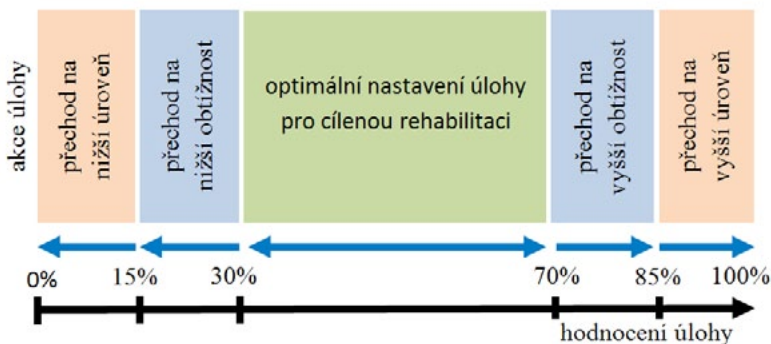 akce úlohy
přechod na
nižší úroveň
přechod na
nižší obtížnost
optimální nastavení úlohy
pro cílenou rehabilitaci
přechod na
vyšší obtížnost
přechod na
vyšší úroveň
0% 15% 30% 70% 85% 100%
hodnocení úlohy